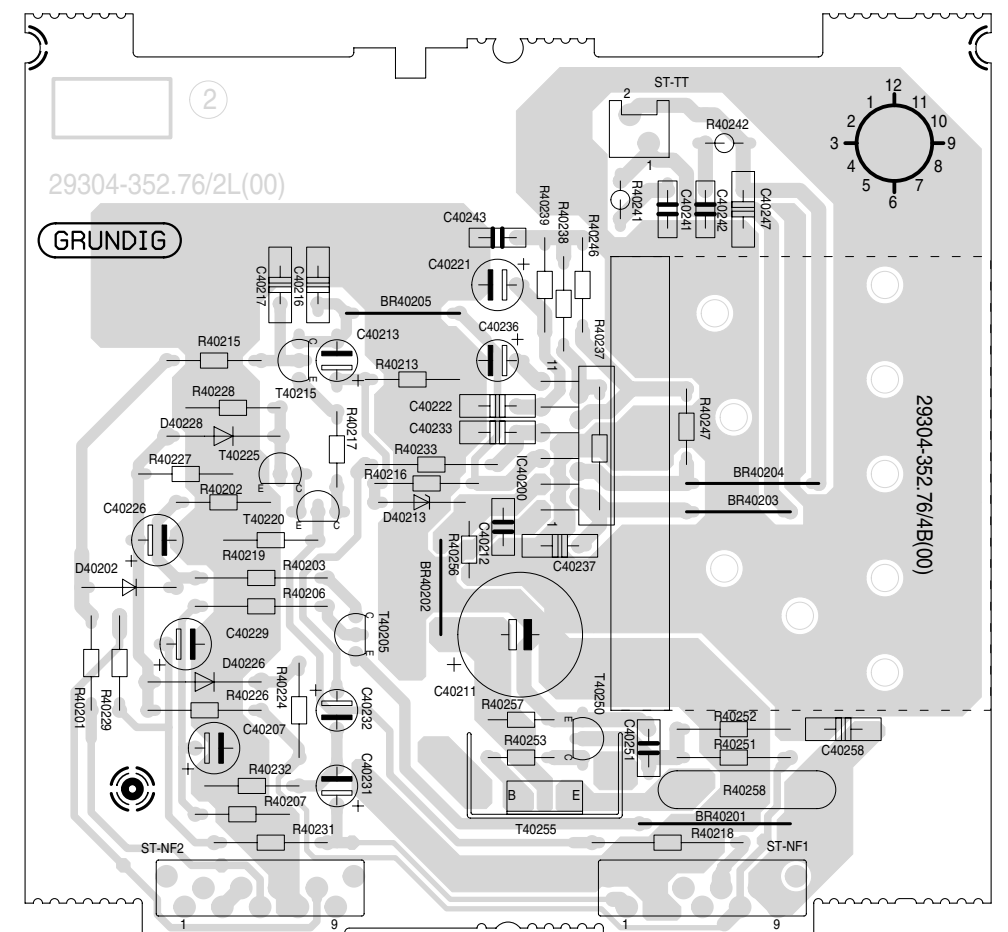 ST-TT
2
1
R40242
12
1
11
2
10
3
9
4
8
5
7
6
2
29304-352.76/2L(00)
GRUNDIG
R40241
C40241
C40242
C40247
C40243
R40239
R40238
R40246
C40217
C40216
C40221
BR40205
C40213
C40236
R40237
R40215
C
E
T40215
R40213
11
R40228
C40222
D40228
R40217
C40233
R40247
29304-352.76/4B(00)
T40225
R40233
R40227
R40216
IC40200
BR40204
R40202
E
C
D40213
BR40203
C40226
T40220
E
C
C40212
1
R40219
R40256
C40237
D40202
R40203
BR40202
R40206
C
E
T40205
C40229
D40226
R40201
R40229
R40226
R40224
C40232
C40211
R40257
T40250
E
C
C40251
R40252
C40207
R40253
R40251
C40258
R40232
C40231
B
E
R40258
R40207
T40255
BR40201
R40231
R40218
ST-NF2
ST-NF1
1
9
1
9